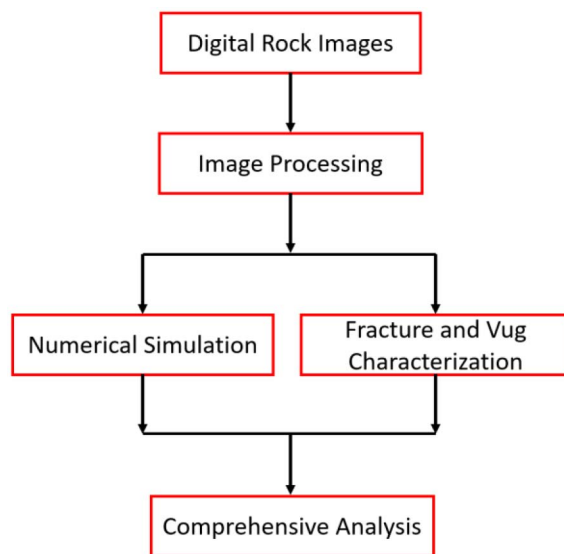 Digital Rock Images
Image Processing
Numerical Simulation
Fracture and Vug
Characterization
Comprehensive Analysis